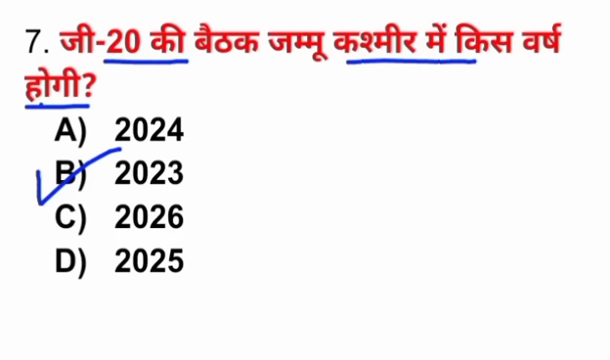 7. जी-20 की बैठक जम्मू कश्मीर में किस वर्ष
होगी?
A) 2024
B) 2023
C) 2026
D) 2025